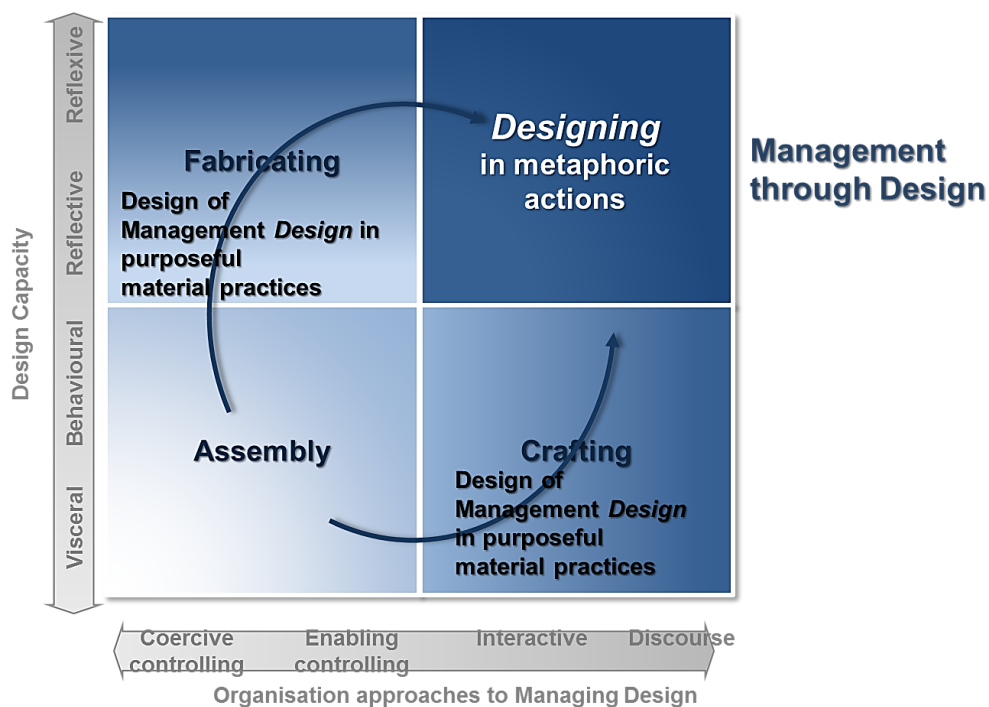 Reflexive
Reflective
Behavioural
Visceral
Design Capacity
Fabricating
Design of
Management Design in
purposeful
material practices
Designing
in metaphoric
actions
Management
through Design
Assembly
Crafting
Design of
Management Design
in purposeful
material practices
Coercive
controlling
Enabling
controlling
Interactive
Discourse
Organisation approaches to Managing Design